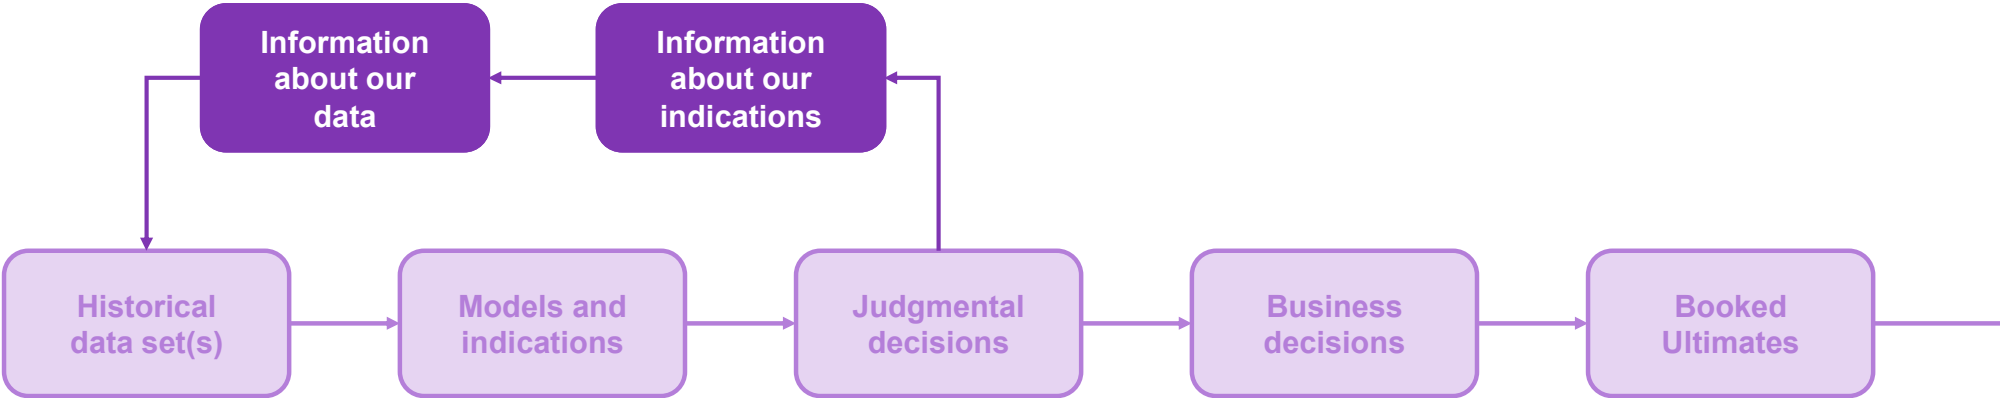 Information
about our
data
Information
about our
indications
Historical
data set(s)
Models and
indications
Judgmental
decisions
Business
decisions
Booked
Ultimates